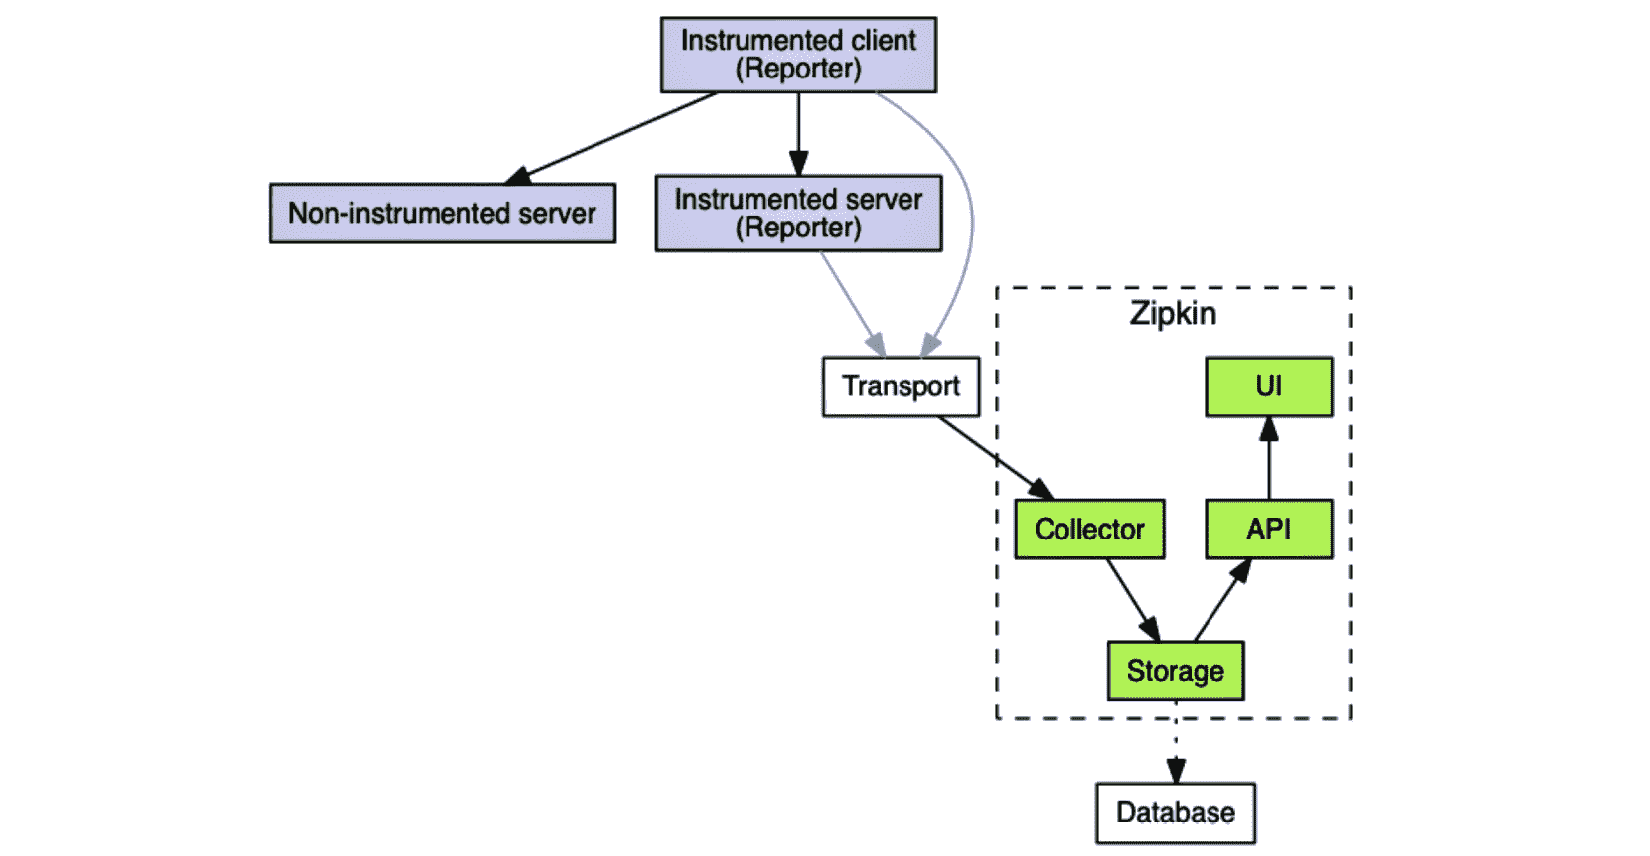 Instrumented client
(Reporter)
Non-instrumented server
Instrumented server
(Reporter)
Zipkin
Transport
UI
Collector
API
Storage
Database